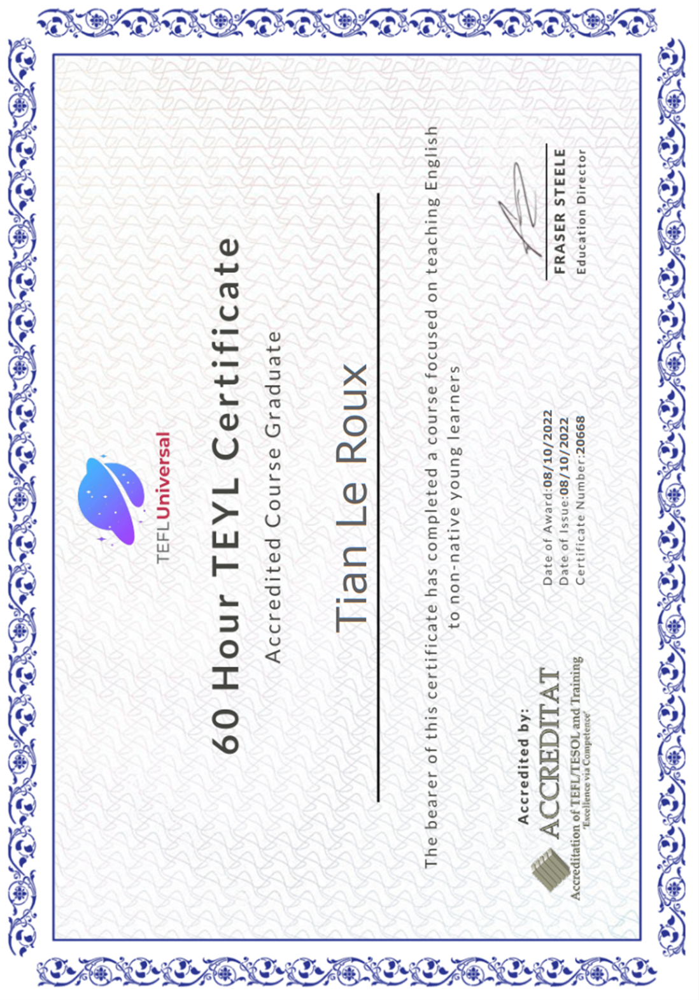 TEFLUniversal
60 Hour TEYL Certificate
Accredited Course Graduate
Tian Le Roux
The bearer of this certificate has completed a course focused on teaching English
to non-native young learners
Accredited by:
ACCREDITAT
Accreditation of TEFL/TESOL and Training
'Excellence via Competence'
Date of Award:08/10/2022
Date of Issue:08/10/2022
Certificate Number:20668
FRASER STEELE
Education Director